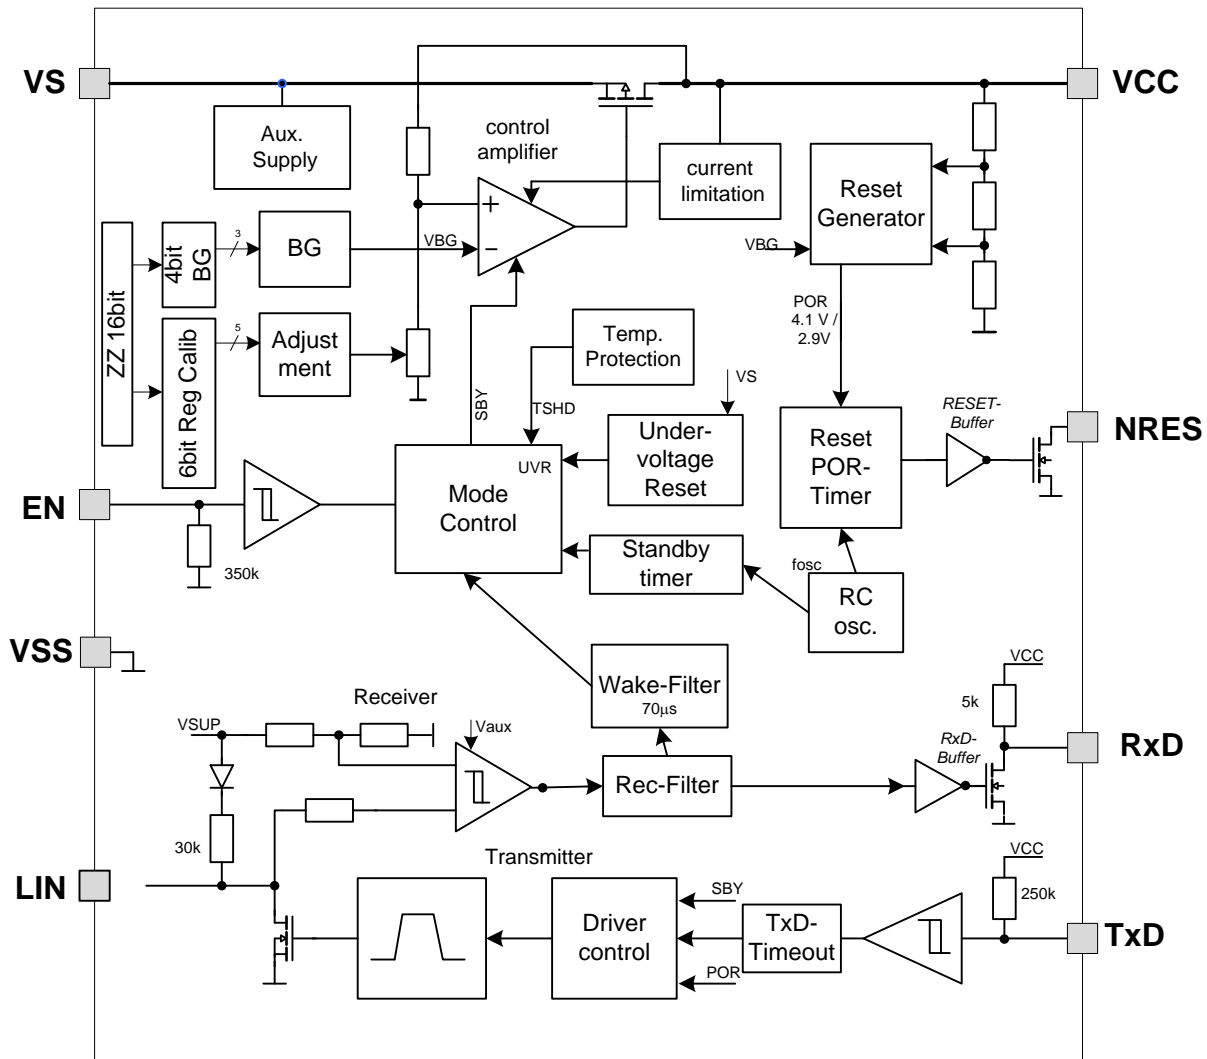 VS
VCC
Aux.
Supply
control
amplifier
current
limitation
Reset
Generator
+
−
VBG
VBG
ZZ 16bit
4bit
BG
3
BG
6bit Reg Calib
5
Adjust
ment
POR
4.1 V /
2.9V
Temp.
Protection
SBY
TSHD
VS
UVR
Under-
voltage
Reset
Mode
Control
Reset
POR-
Timer
RESET-
Buffer
NRES
EN
350k
Standby
timer
fosc
RC
osc.
VSS
Wake-Filter
70µs
Receiver
VSUP
Vaux
VCC
5k
RxD-
Buffer
RxD
Rec-Filter
30k
LIN
Transmitter
Driver
control
SBY
POR
TxD-
Timeout
VCC
250k
TxD